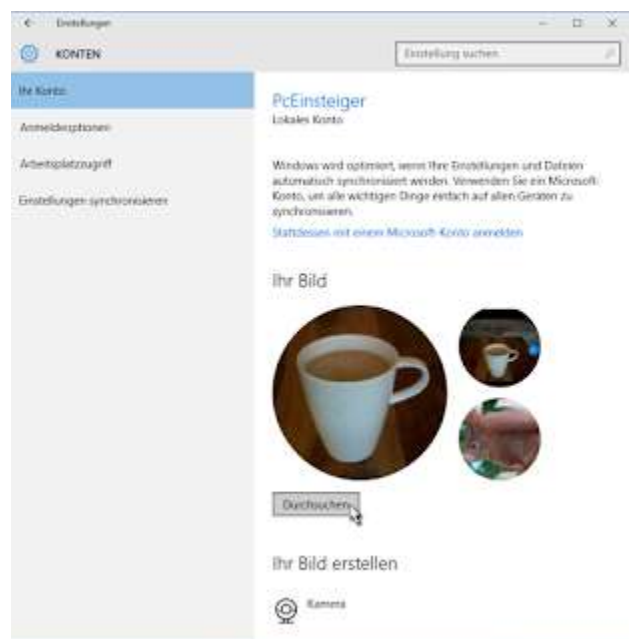 Einstellungen
KONTEN
Einstellung suchen
Ihr Konto
Anmeldeoptionen
Arbeitsplatzzugriff
Einstellungen synchronisieren
PcEinsteiger
Lokales Konto
Windows wird optimiert, wenn Ihre Einstellungen und Dateien
automatisch synchronisiert werden. Verwenden Sie ein Microsoft-
Konto, um alle wichtigen Dinge einfach auf allen Geräten zu
synchronisieren.
Stattdessen mit einem Microsoft-Konto anmelden
Ihr Bild
Durchsuchen
Ihr Bild erstellen
Kamera